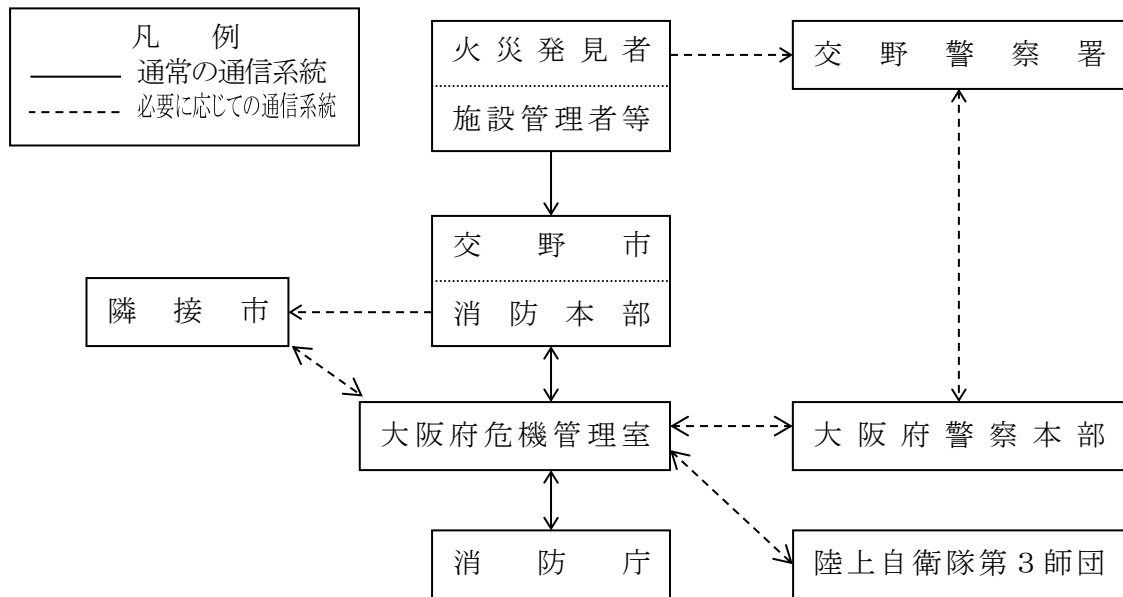 凡例
通常の通信系統
必要に応じての通信系統
火災発見者
施設管理者等
交野警察署
交野市
消防本部
隣接市
大阪府危機管理室
大阪府警察本部
消防庁
陸上自衛隊第３師団